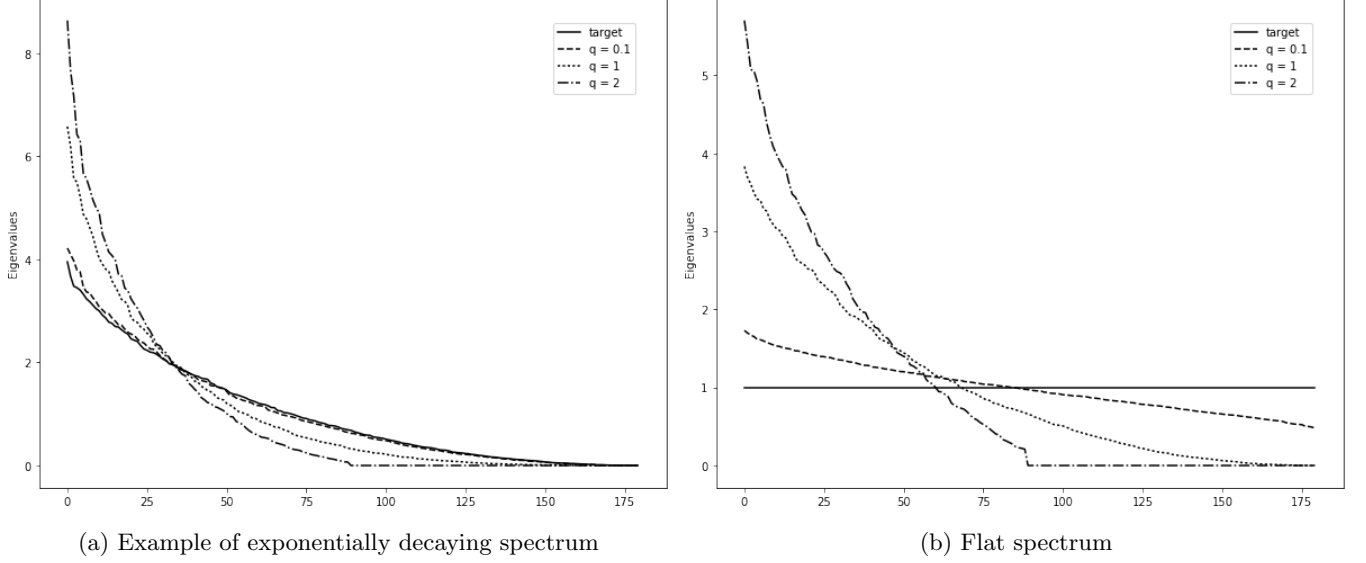 Eigenvalues
8
6
4
2
0
0 25 50 75 100 125 150 175
target
q = 0.1
q = 1
q = 2
(a) Example of exponentially decaying spectrum
Eigenvalues
5
4
3
2
1
0
0 25 50 75 100 125 150 175
target
q = 0.1
q = 1
q = 2
(b) Flat spectrum